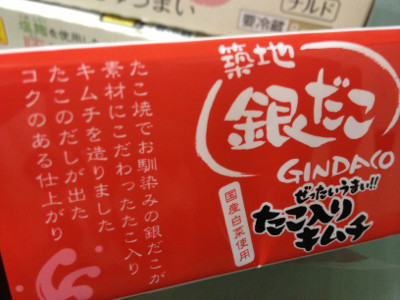 チルド
要冷蔵
築地
銀だこ
GINDACO
ぜったいうまい!!
たこ入り
キムチ
国産白菜使用
たこ焼でお馴染みの銀だこが
素材にこだわったたこ入り
キムチを造りました
たこのだしが出た
コクのある仕上がり